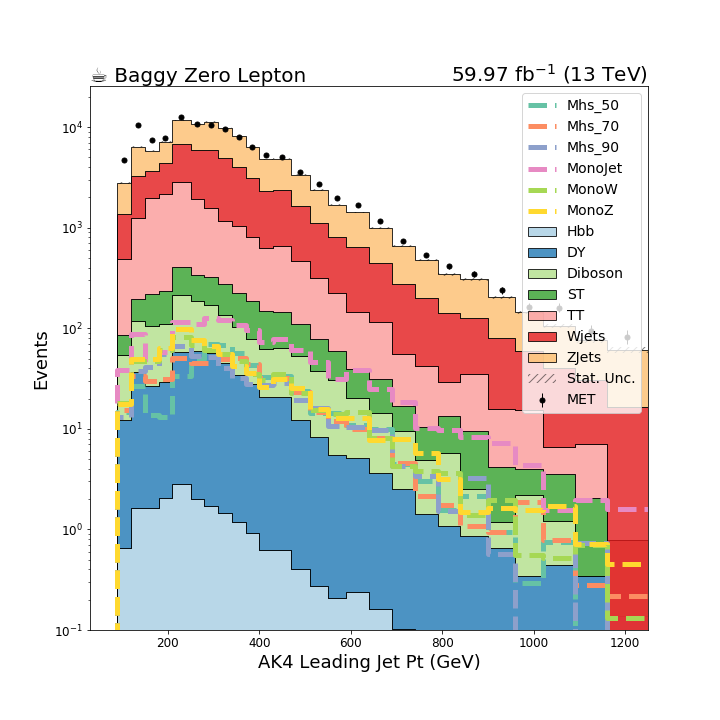 ☕ Baggy Zero Lepton
59.97 fb⁻¹ (13 TeV)
Events
10⁴
10³
10²
10¹
10⁰
10⁻¹
Mhs_50
Mhs_70
Mhs_90
MonoJet
MonoW
MonoZ
Hbb
DY
Diboson
ST
TT
Wjets
ZJets
Stat. Unc.
MET
200 400 600 800 1000 1200
AK4 Leading Jet Pt (GeV)